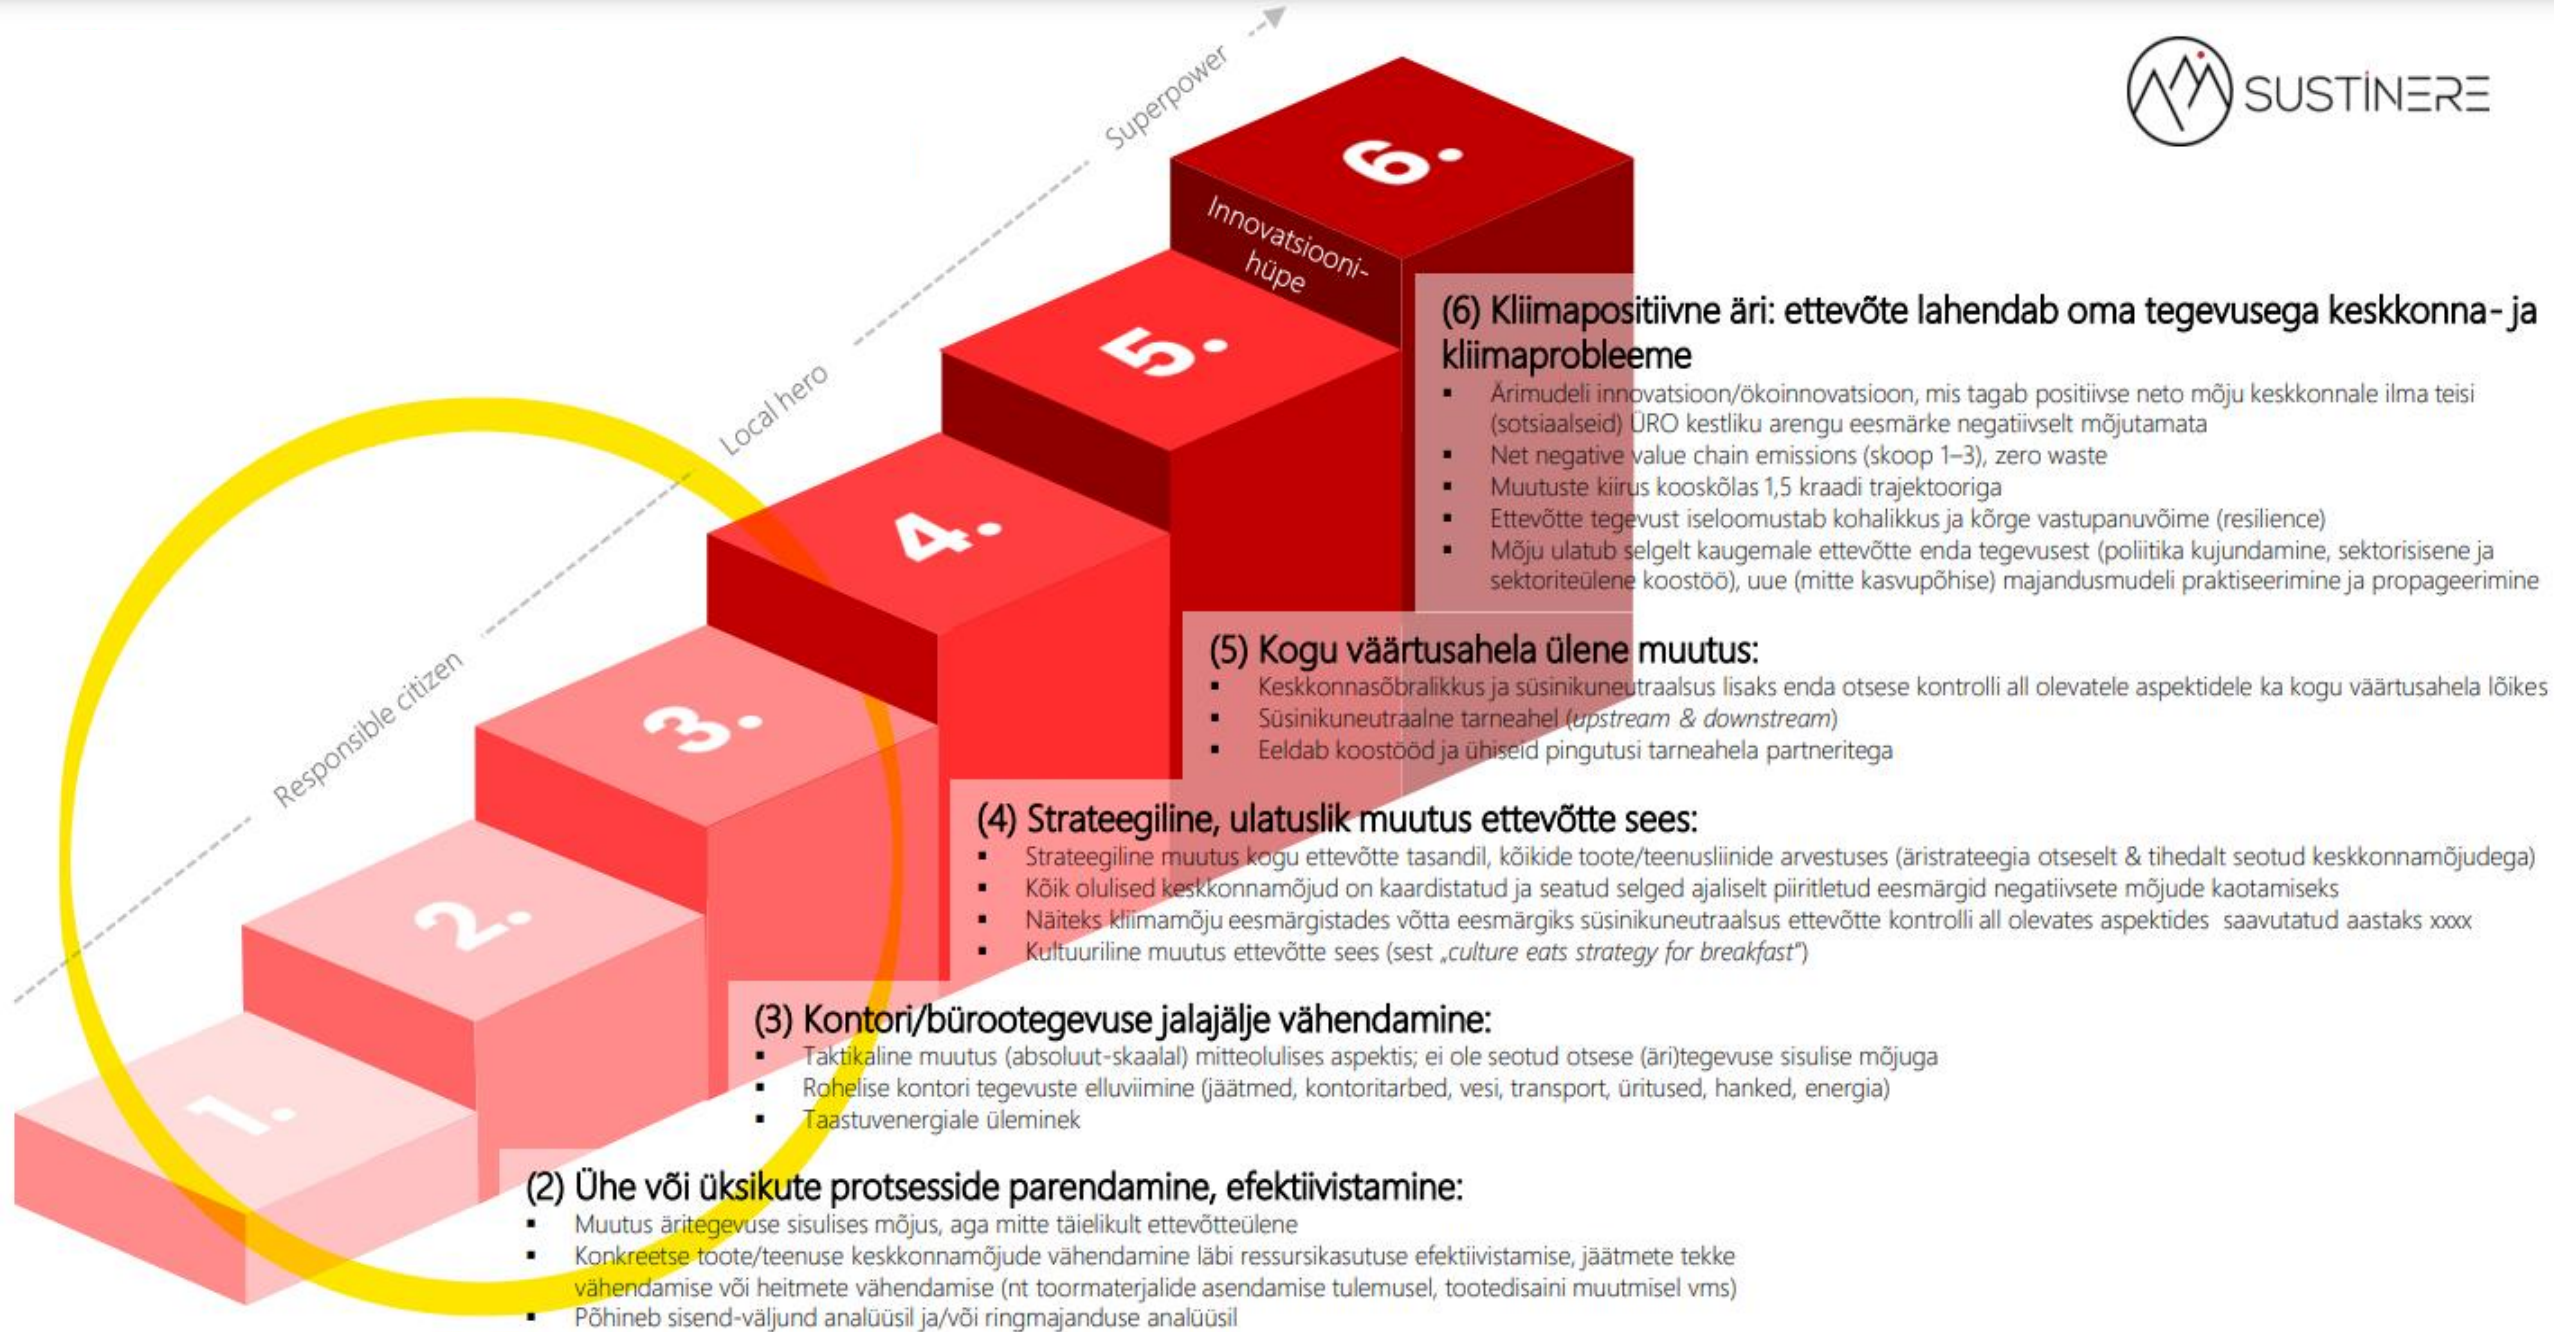 SUSTINERE
Superpower
Local hero
Responsible citizen
6.
Innovatsiooni-
hüpe
5.
4.
3.
2.
1.
(6) Kliimapositiivne äri: ettevõte lahendab oma tegevusega keskkonna- ja
kliimaprobleeme
▪ Ärimudeli innovatsioon/ökoinnovatsioon, mis tagab positiivse neto mõju keskkonnale ilma teisi
(sotsiaalseid) ÜRO kestliku arengu eesmärke negatiivselt mõjutamata
▪ Net negative value chain emissions (skoop 1–3), zero waste
▪ Muutuste kiirus kooskõlas 1,5 kraadi trajektooriga
▪ Ettevõtte tegevust iseloomustab kohalikkus ja kõrge vastupanuvõime (resilience)
▪ Mõju ulatub selgelt kaugemale ettevõtte enda tegevusest (poliitika kujundamine, sektorisisene ja
sektoriteülene koostöö), uue (mitte kasvupõhise) majandusmudeli praktiseerimine ja propageerimine
(5) Kogu väärtusahela ülene muutus:
▪ Keskkonnasõbralikkus ja süsinikuneutraalsus lisaks enda otsese kontrolli all olevatele aspektidele ka kogu väärtusahela lõikes
▪ Süsinikuneutraalne tarneahel (upstream & downstream)
▪ Eeldab koostööd ja ühiseid pingutusi tarneahela partneritega
(4) Strateegiline, ulatuslik muutus ettevõtte sees:
▪ Strateegiline muutus kogu ettevõtte tasandil, kõikide toote/teenusliinide arvestuses (äristrateegia otseselt & tihedalt seotud keskkonnamõjudega)
▪ Kõik olulised keskkonnamõjud on kaardistatud ja seatud selged ajaliselt piiritletud eesmärgid negatiivsete mõjude kaotamiseks
▪ Näiteks kliimamõju eesmärgistades võtta eesmärgiks süsinikuneutraalsus ettevõtte kontrolli all olevates aspektides saavutatud aastaks xxxx
▪ Kultuuriline muutus ettevõtte sees (sest „culture eats strategy for breakfast")
(3) Kontori/bürootegevuse jalajälje vähendamine:
▪ Taktikaline muutus (absoluut-skaalal) mitteolulises aspektis; ei ole seotud otsese (äri)tegevuse sisulise mõjuga
▪ Rohelise kontori tegevuste elluviimine (jäätmed, kontoritarbed, vesi, transport, üritused, hanked, energia)
▪ Taastuvenergiale üleminek
(2) Ühe või üksikute protsesside parendamine, efektiivistamine:
▪ Muutus äritegevuse sisulises mõjus, aga mitte täielikult ettevõtteülene
▪ Konkreetse toote/teenuse keskkonnamõjude vähendamine läbi ressursikasutuse efektiivistamise, jäätmete tekke
vähendamise või heitmete vähendamise (nt toormaterjalide asendamise tulemusel, tootedisaini muutmisel vms)
▪ Põhineb sisend-väljund analüüsil ja/või ringmajanduse analüüsil